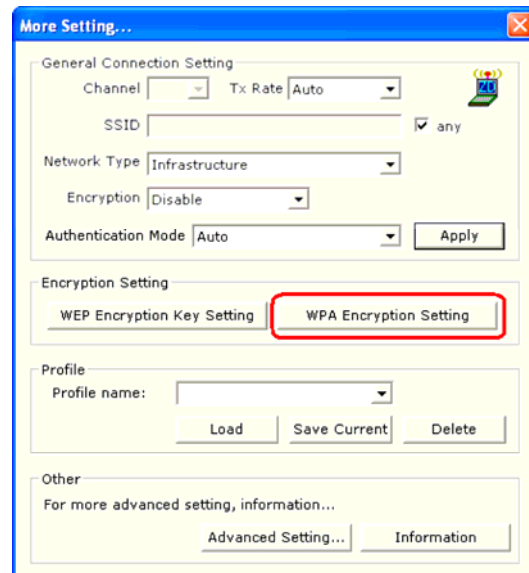 More Setting...
General Connection Setting
Channel Tx Rate Auto
SSID any
Network Type Infrastructure
Encryption Disable
Authentication Mode Auto Apply
Encryption Setting
WEP Encryption Key Setting WPA Encryption Setting
Profile
Profile name:
Load Save Current Delete
Other
For more advanced setting, information...
Advanced Setting... Information